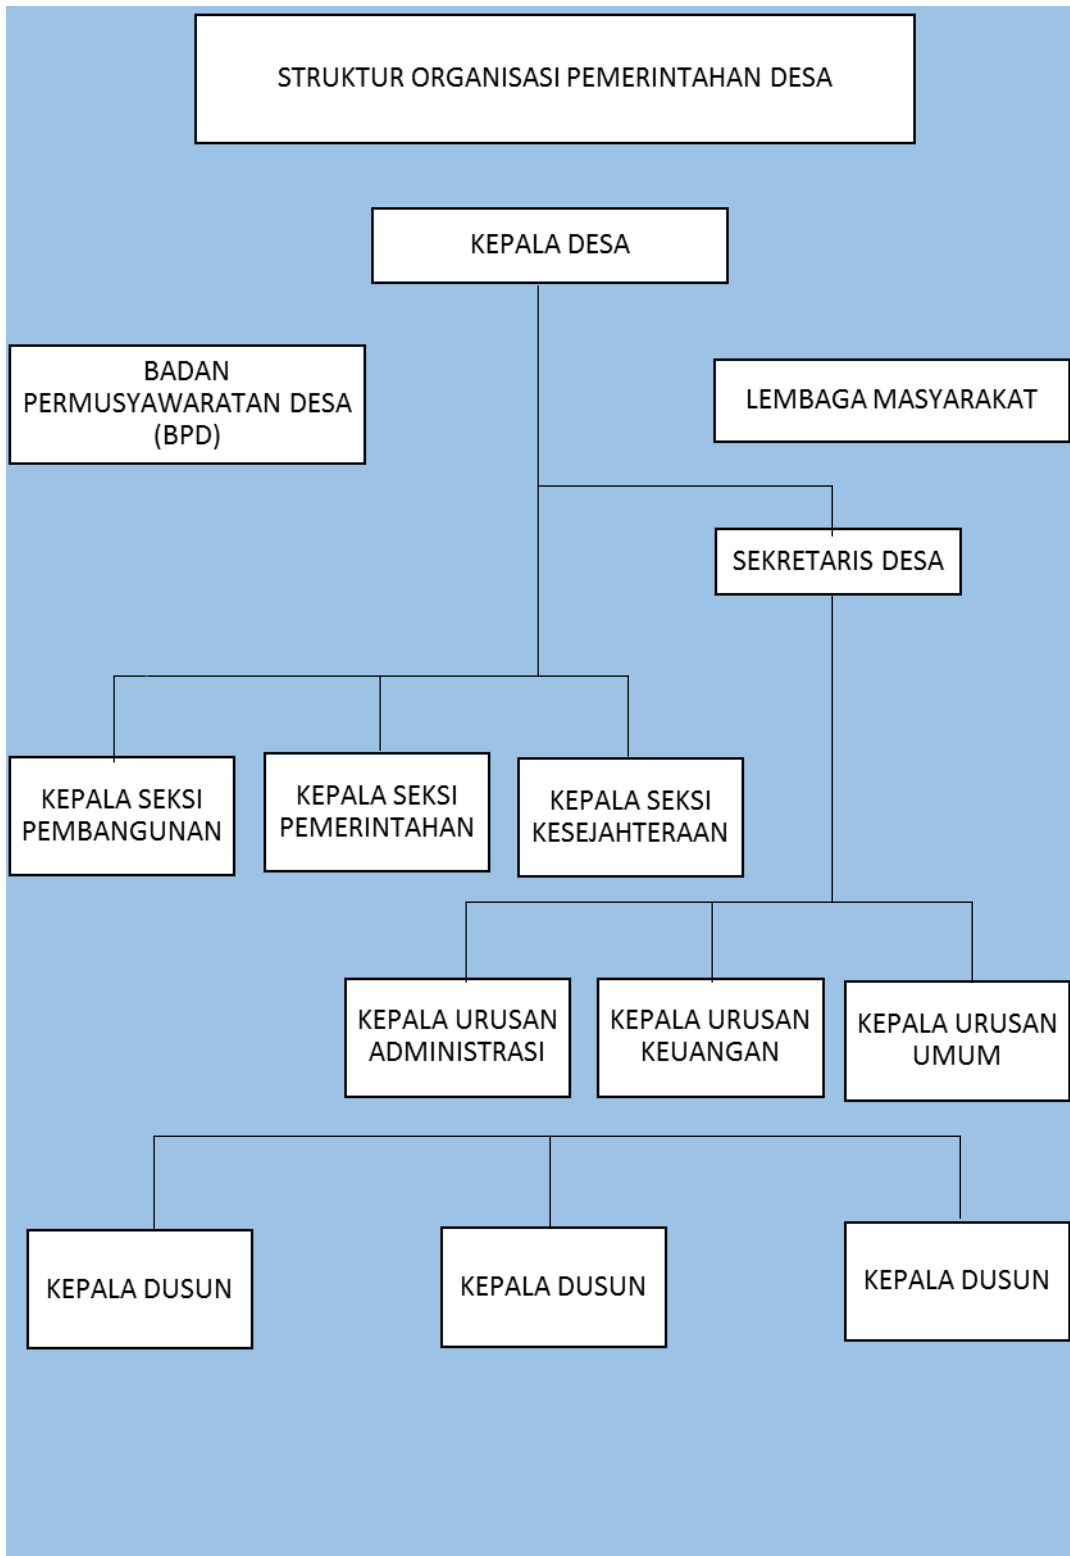 STRUKTUR ORGANISASI PEMERINTAHAN DESA
KEPALA DESA
BADAN
PERMUSYAWARATAN DESA
(BPD)
LEMBAGA MASYARAKAT
SEKRETARIS DESA
KEPALA SEKSI
PEMBANGUNAN
KEPALA SEKSI
PEMERINTAHAN
KEPALA SEKSI
KESEJAHTERAAN
KEPALA URUSAN
ADMINISTRASI
KEPALA URUSAN
KEUANGAN
KEPALA URUSAN
UMUM
KEPALA DUSUN
KEPALA DUSUN
KEPALA DUSUN